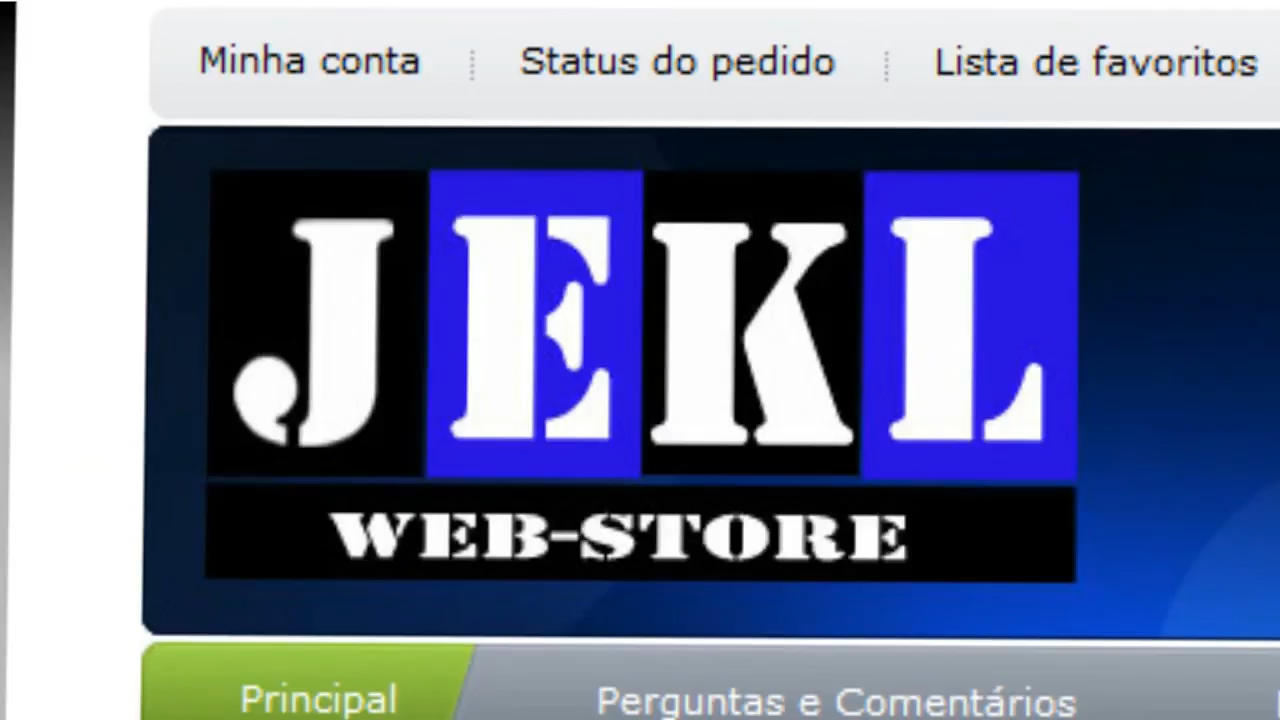 Minha conta Status do pedido Lista de favoritos
JEKL
WEB-STORE
Principal Perguntas e Comentários